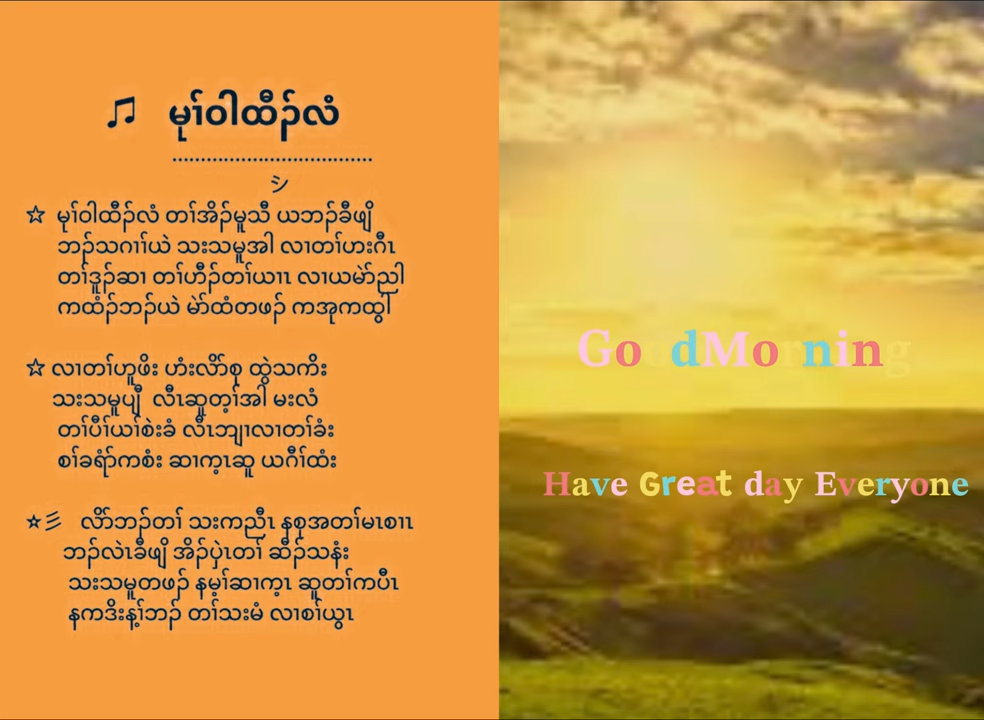 မုၢ်ဝါထီၣ်လံ
မုၢ်ဝါထီၣ်လံ တၢ်အိၣ်မူသီ ယဘၣ်ခီဖျိ
ဘၣ်သဂၢၢ်ယဲ သးသမူအါ လၢတၢ်ဟးဂီၤ
တၢ်ဒူၣ်ဆၢ တၢ်ဟီၣ်တၢ်ယၢၤ လၢယမဲာ်ညါ
ကထံၣ်ဘၣ်ယဲ မဲာ်ထံတဖၣ် ကအုကထွါ
လၢတၢ်ဟူဖိး ဟံးလိာ်စု ထွဲသကိး
သးသမူပျီ လီၤဆူတ့ၢ်အါ မးလံ
တၢ်ပီၢ်ယၢ်စဲးခံ လီၤဘျၢလၢတၢ်ခံး
စၢ်ခရံာ်ကစံး ဆၢက့ၤဆူ ယဂီၢ်ထံး
လိာ်ဘၣ်တၢ် သးကညီၤ နစုအတၢ်မၤစၢၤ
ဘၣ်လဲၤခီဖျိ အိၣ်ပှဲၤတၢ် ဆီၣ်သနံး
သးသမူတဖၣ် နမ့ၢ်ဆၢက့ၤ ဆူတၢ်ကပီၤ
နကဒိးန့ၢ်ဘၣ် တၢ်သးမံ လၢစၢ်ယွၤ
GoodMorning
Have Great day Everyone